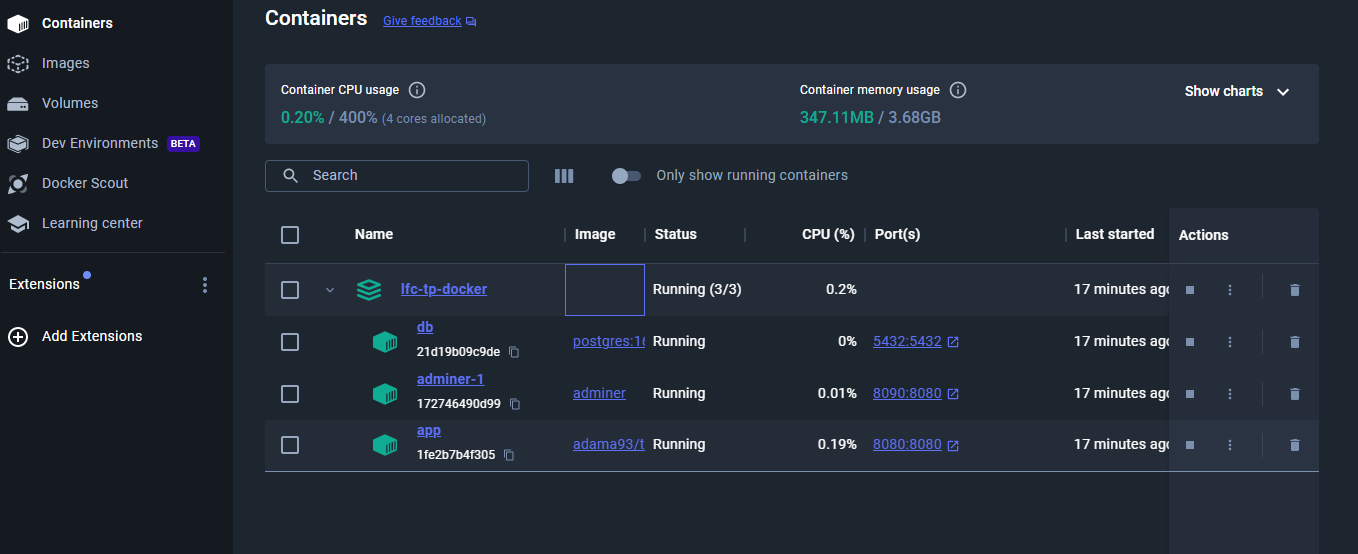 Containers
Images
Volumes
Dev Environments BETA
Docker Scout
Learning center
Extensions
Add Extensions
Containers Give feedback
Container CPU usage
0.20% / 400% (4 cores allocated)
Container memory usage
347.11MB / 3.68GB
Show charts
Search
Only show running containers
Name Image Status CPU (%) Port(s) Last started Actions
lfc-tp-docker Running (3/3) 0.2% 17 minutes ago
db
21d19b09c9de
postgres:16 Running 0% 5432:5432 17 minutes ago
adminer-1
172746490d99
adminer Running 0.01% 8090:8080 17 minutes ago
app
1fe2b7b4f305
adama93/t Running 0.19% 8080:8080 17 minutes ago